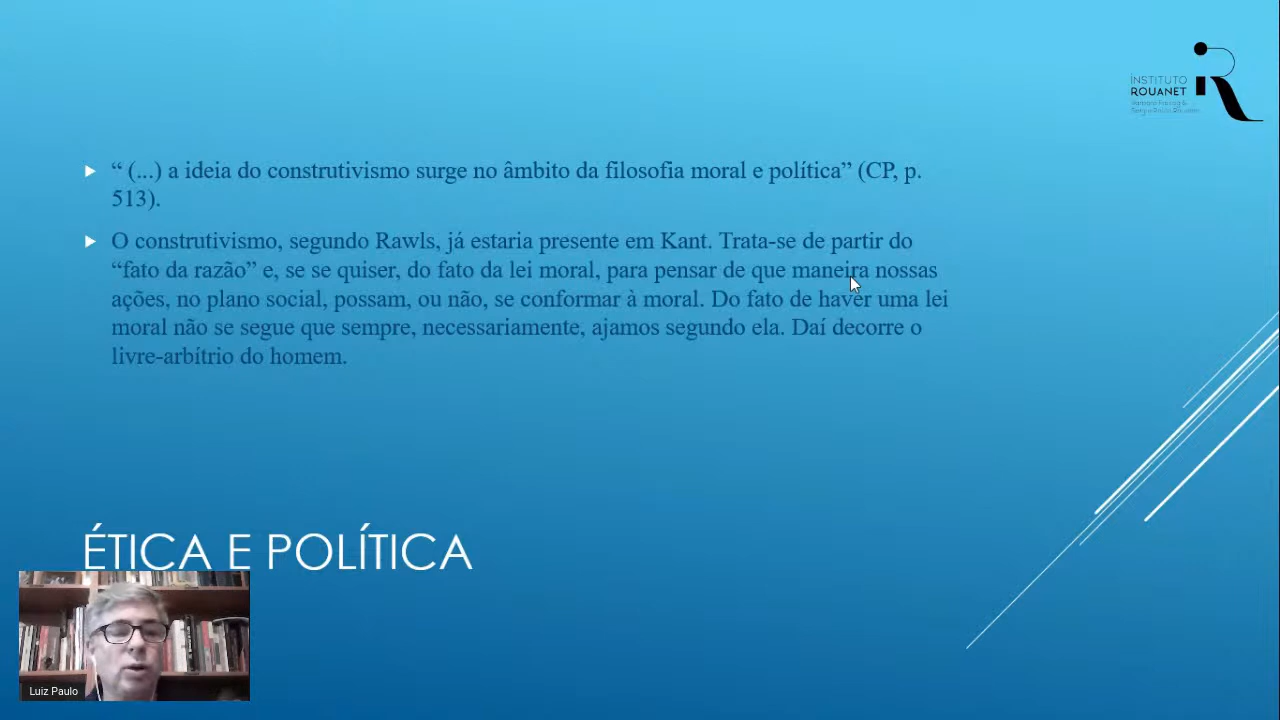 INSTITUTO
ROUANET
“ (...) a ideia do construtivismo surge no âmbito da filosofia moral e política” (CP, p.
513).
O construtivismo, segundo Rawls, já estaria presente em Kant. Trata-se de partir do
“fato da razão” e, se se quiser, do fato da lei moral, para pensar de que maneira nossas
ações, no plano social, possam, ou não, se conformar à moral. Do fato de haver uma lei
moral não se segue que sempre, necessariamente, ajamos segundo ela. Daí decorre o
livre-arbítrio do homem.
ÉTICA E POLÍTICA
Luiz Paulo